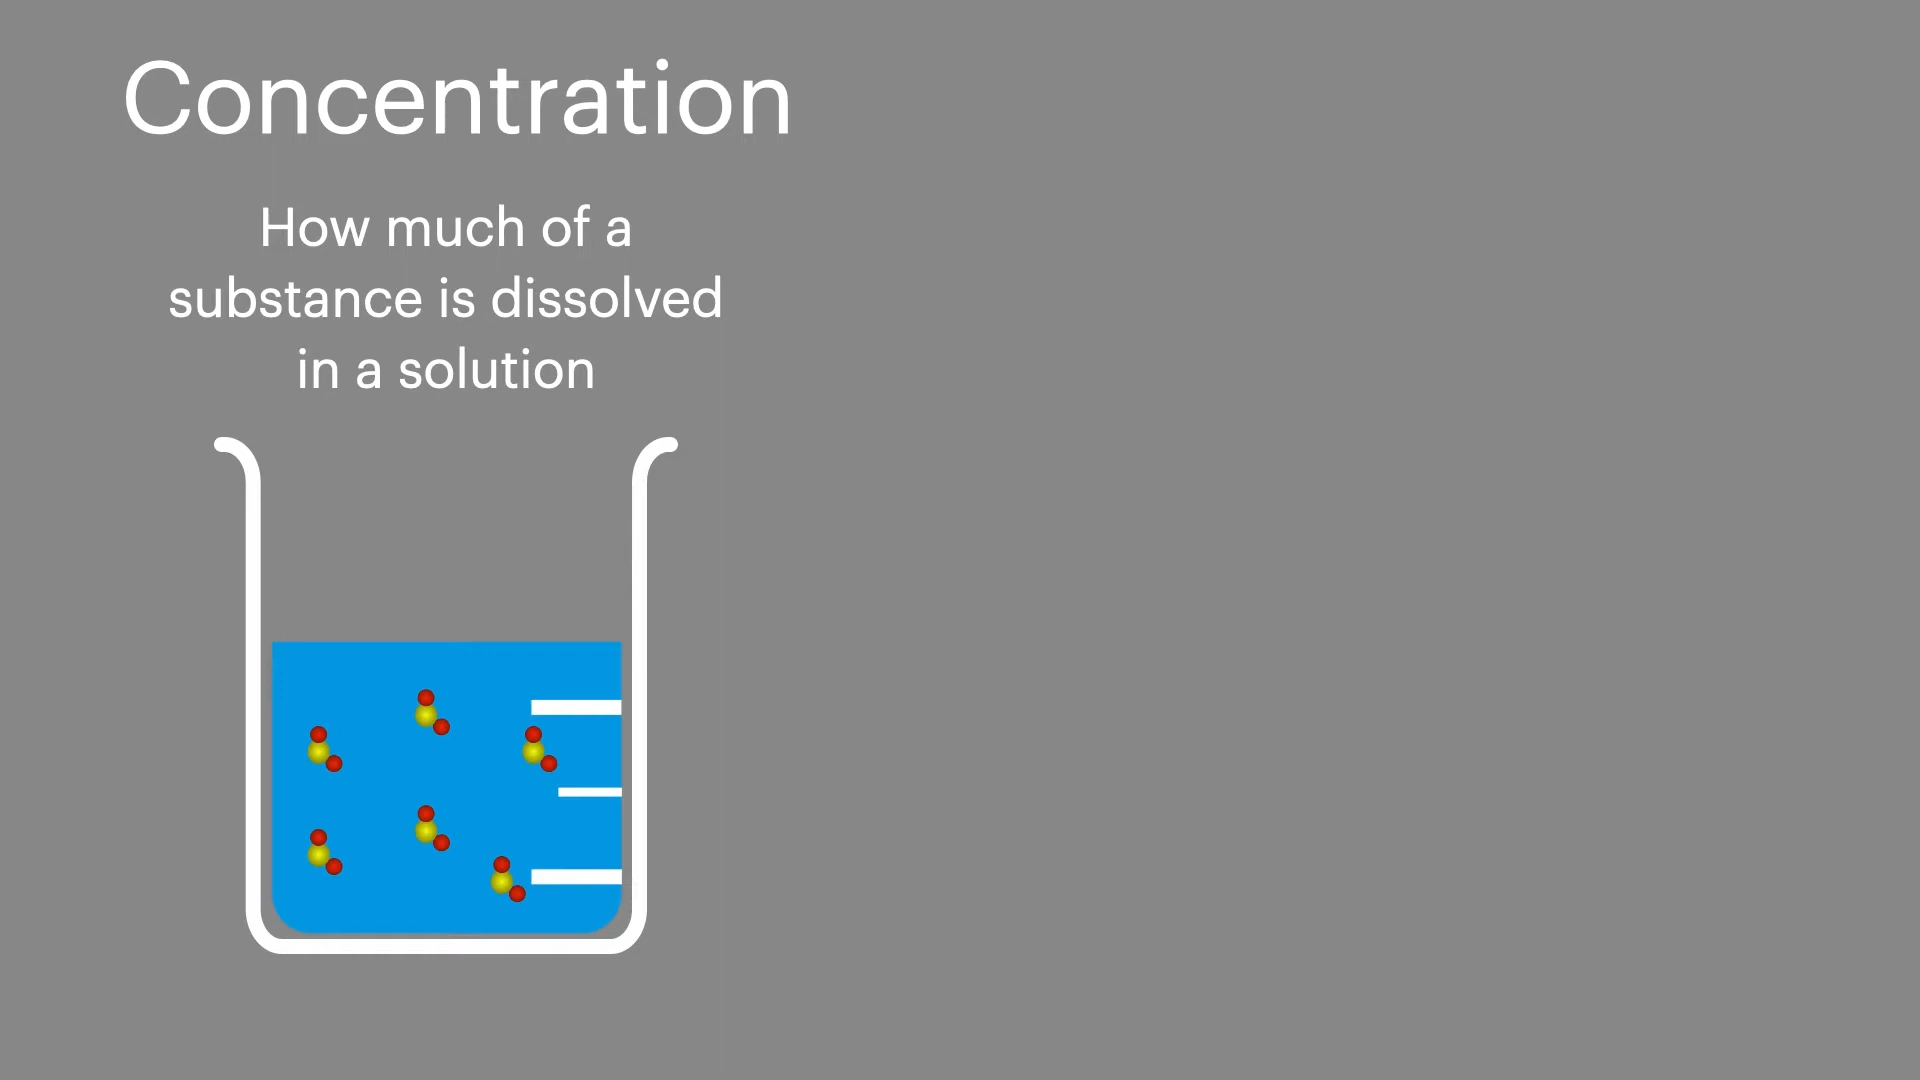 Concentration
How much of a
substance is dissolved
in a solution